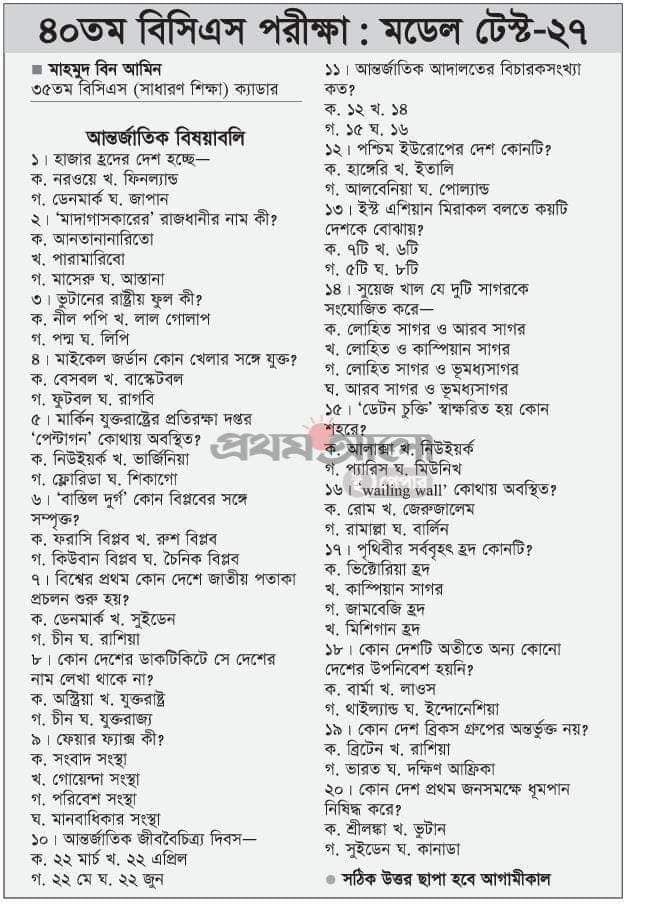 ৪০তম বিসিএস পরীক্ষা : মডেল টেস্ট-২৭
■ মাহমুদ বিন আমিন
৩৫তম বিসিএস (সাধারণ শিক্ষা) ক্যাডার
আন্তর্জাতিক বিষয়াবলি
১। হাজার হ্রদের দেশ হচ্ছে—
ক. নরওয়ে খ. ফিনল্যান্ড
গ. ডেনমার্ক ঘ. জাপান
২। ‘মাদাগাসকারের’ রাজধানীর নাম কী?
ক. আনতানানারিতো
খ. পারামারিবো
গ. মাসেরু ঘ. আস্তানা
৩। ভুটানের রাষ্ট্রীয় ফুল কী?
ক. নীল পপি খ. লাল গোলাপ
গ. পদ্ম ঘ. লিপি
৪। মাইকেল জর্ডান কোন খেলার সঙ্গে যুক্ত?
ক. বেসবল খ. বাস্কেটবল
গ. ফুটবল ঘ. রাগবি
৫। মার্কিন যুক্তরাষ্ট্রের প্রতিরক্ষা দপ্তর
‘পেন্টাগন’ কোথায় অবস্থিত?
ক. নিউইয়র্ক খ. ভার্জিনিয়া
গ. ফ্লোরিডা ঘ. শিকাগো
৬। ‘বাস্তিল দুর্গ’ কোন বিপ্লবের সঙ্গে
সম্পৃক্ত?
ক. ফরাসি বিপ্লব খ. রুশ বিপ্লব
গ. কিউবান বিপ্লব ঘ. চৈনিক বিপ্লব
৭। বিশ্বের প্রথম কোন দেশে জাতীয় পতাকা
প্রচলন শুরু হয়?
ক. ডেনমার্ক খ. সুইডেন
গ. চীন ঘ. রাশিয়া
৮। কোন দেশের ডাকটিকিটে সে দেশের
নাম লেখা থাকে না?
ক. অস্ট্রিয়া খ. যুক্তরাষ্ট্র
গ. চীন ঘ. যুক্তরাজ্য
৯। ফেয়ার ফ্যাক্স কী?
ক. সংবাদ সংস্থা
খ. গোয়েন্দা সংস্থা
গ. পরিবেশ সংস্থা
ঘ. মানবাধিকার সংস্থা
১০। আন্তর্জাতিক জীববৈচিত্র্য দিবস—
ক. ২২ মার্চ খ. ২২ এপ্রিল
গ. ২২ মে ঘ. ২২ জুন
১১। আন্তর্জাতিক আদালতের বিচারকসংখ্যা
কত?
ক. ১২ খ. ১৪
গ. ১৫ ঘ. ১৬
১২। পশ্চিম ইউরোপের দেশ কোনটি?
ক. হাঙ্গেরি খ. ইতালি
গ. আলবেনিয়া ঘ. পোল্যান্ড
১৩। ইস্ট এশিয়ান মিরাকল বলতে কয়টি
দেশকে বোঝায়?
ক. ৭টি খ. ৬টি
গ. ৫টি ঘ. ৮টি
১৪। সুয়েজ খাল যে দুটি সাগরকে
সংযোজিত করে—
ক. লোহিত সাগর ও আরব সাগর
খ. লোহিত ও কাস্পিয়ান সাগর
গ. লোহিত সাগর ও ভূমধ্যসাগর
ঘ. আরব সাগর ও ভূমধ্যসাগর
১৫। ‘ডেটন চুক্তি’ স্বাক্ষরিত হয় কোন
শহরে?
ক. আলাস্কা খ. নিউইয়র্ক
গ. প্যারিস ঘ. মিউনিখ
১৬। ‘wailing wall’ কোথায় অবস্থিত?
ক. রোম খ. জেরুজালেম
গ. রামাল্লা ঘ. বার্লিন
১৭। পৃথিবীর সর্ববৃহৎ হ্রদ কোনটি?
ক. ভিক্টোরিয়া হ্রদ
খ. কাস্পিয়ান সাগর
গ. জামবেজি হ্রদ
খ. মিশিগান হ্রদ
১৮। কোন দেশটি অতীতে অন্য কোনো
দেশের উপনিবেশ হয়নি?
ক. বার্মা খ. লাওস
গ. থাইল্যান্ড ঘ. ইন্দোনেশিয়া
১৯। কোন দেশ ব্রিকস গ্রুপের অন্তর্ভুক্ত নয়?
ক. ব্রিটেন খ. রাশিয়া
গ. ভারত ঘ. দক্ষিণ আফ্রিকা
২০। কোন দেশ প্রথম জনসমক্ষে ধূমপান
নিষিদ্ধ করে?
ক. শ্রীলঙ্কা খ. ভুটান
গ. সুইডেন ঘ. কানাডা
● সঠিক উত্তর ছাপা হবে আগামীকাল
প্রথম আলো
ই-পেপার